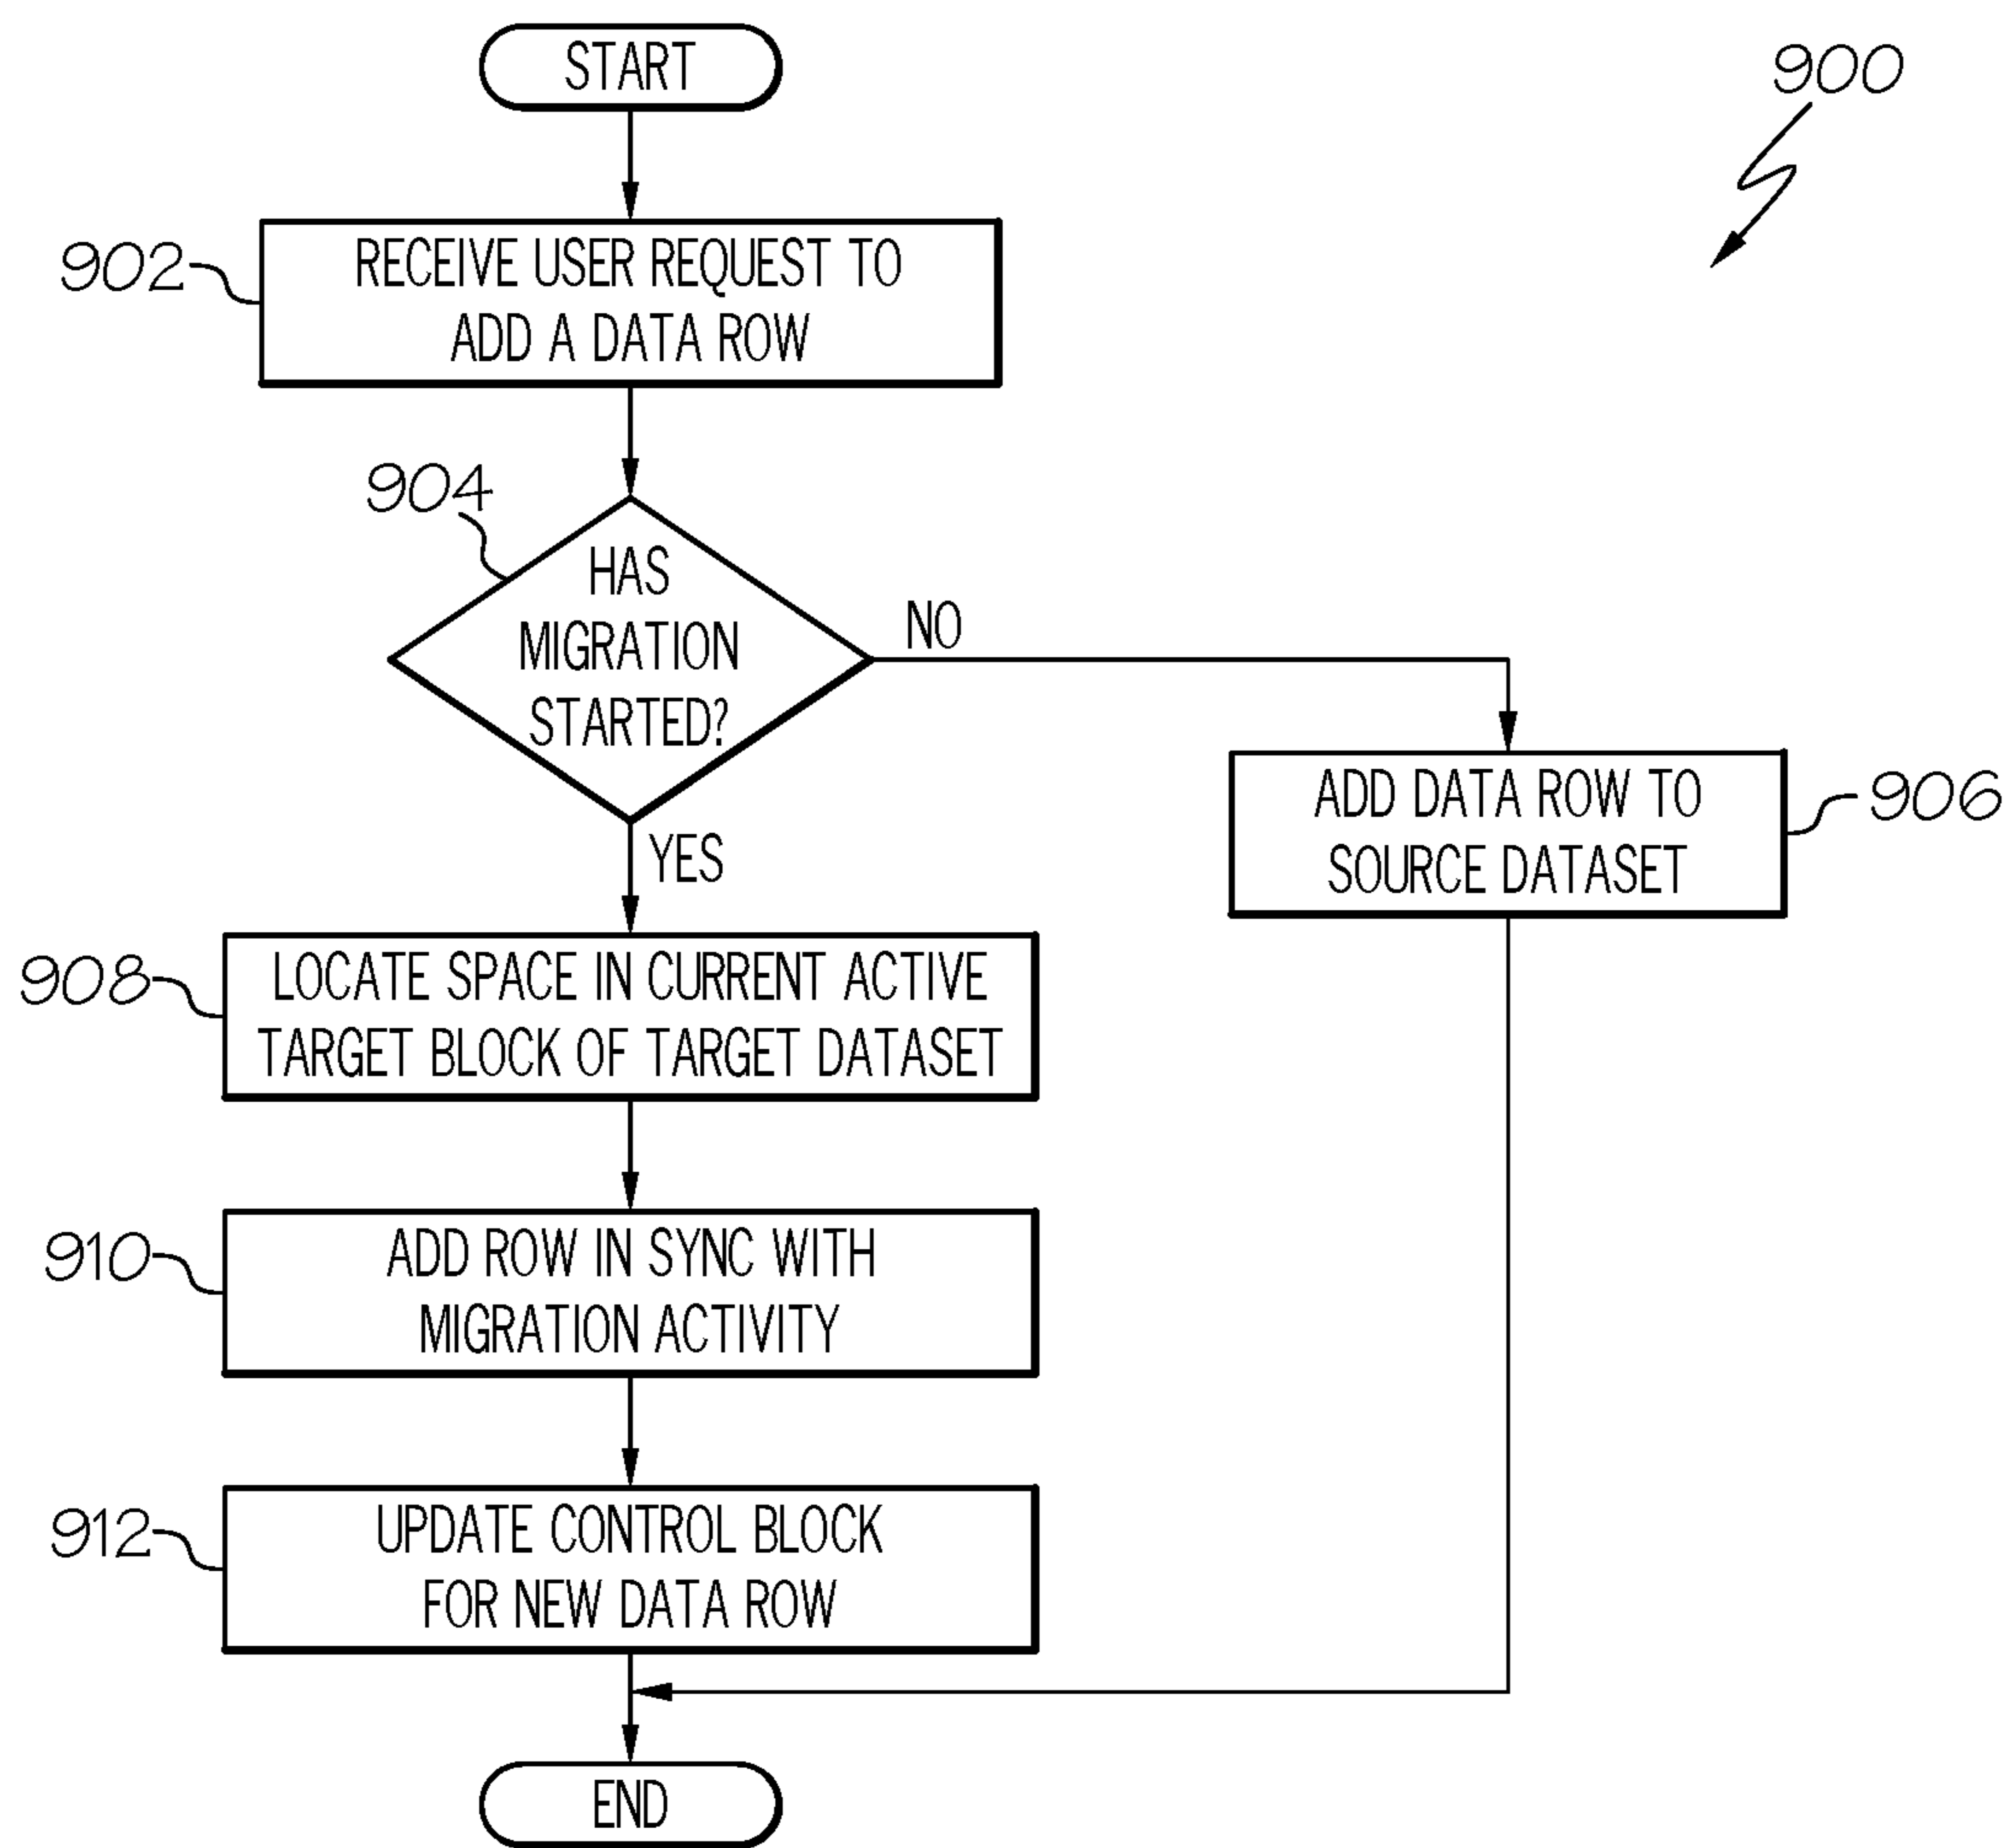 START
900
902
RECEIVE USER REQUEST TO
ADD A DATA ROW
904
HAS
MIGRATION
STARTED?
NO
YES
ADD DATA ROW TO
SOURCE DATASET
906
908
LOCATE SPACE IN CURRENT ACTIVE
TARGET BLOCK OF TARGET DATASET
910
ADD ROW IN SYNC WITH
MIGRATION ACTIVITY
912
UPDATE CONTROL BLOCK
FOR NEW DATA ROW
END